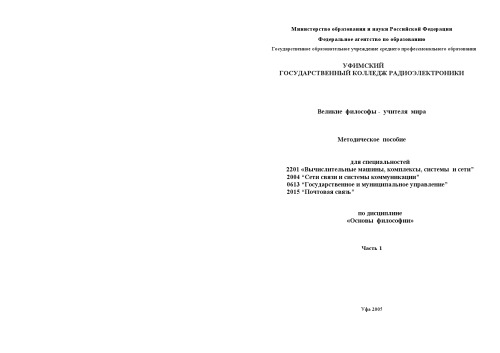 Министерство образования и науки Российской Федерации
Федеральное агентство по образованию
Государственное образовательное учреждение среднего профессионального образования
УФИМСКИЙ
ГОСУДАРСТВЕННЫЙ КОЛЛЕДЖ РАДИОЭЛЕКТРОНИКИ
Великие философы - учителя мира
Методическое пособие
для специальностей
2201 «Вычислительные машины, комплексы, системы и сети"
2004 "Сети связи и системы коммуникации"
0613 "Государственное и муниципальное управление"
2015 "Почтовая связь"
по дисциплине
«Основы философии»
Часть 1
Уфа 2005